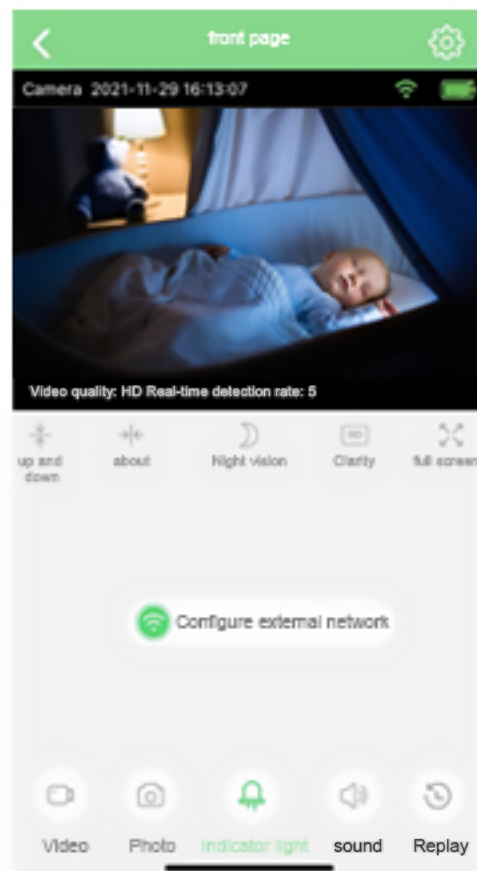 front page
Camera 2021-11-29 16:13:07
Video quality: HD Real-time detection rate: 5
HD
up and
down
about
Night vision
Clarity
full screen
Configure external network
Video
Photo
indicator light
sound
Replay